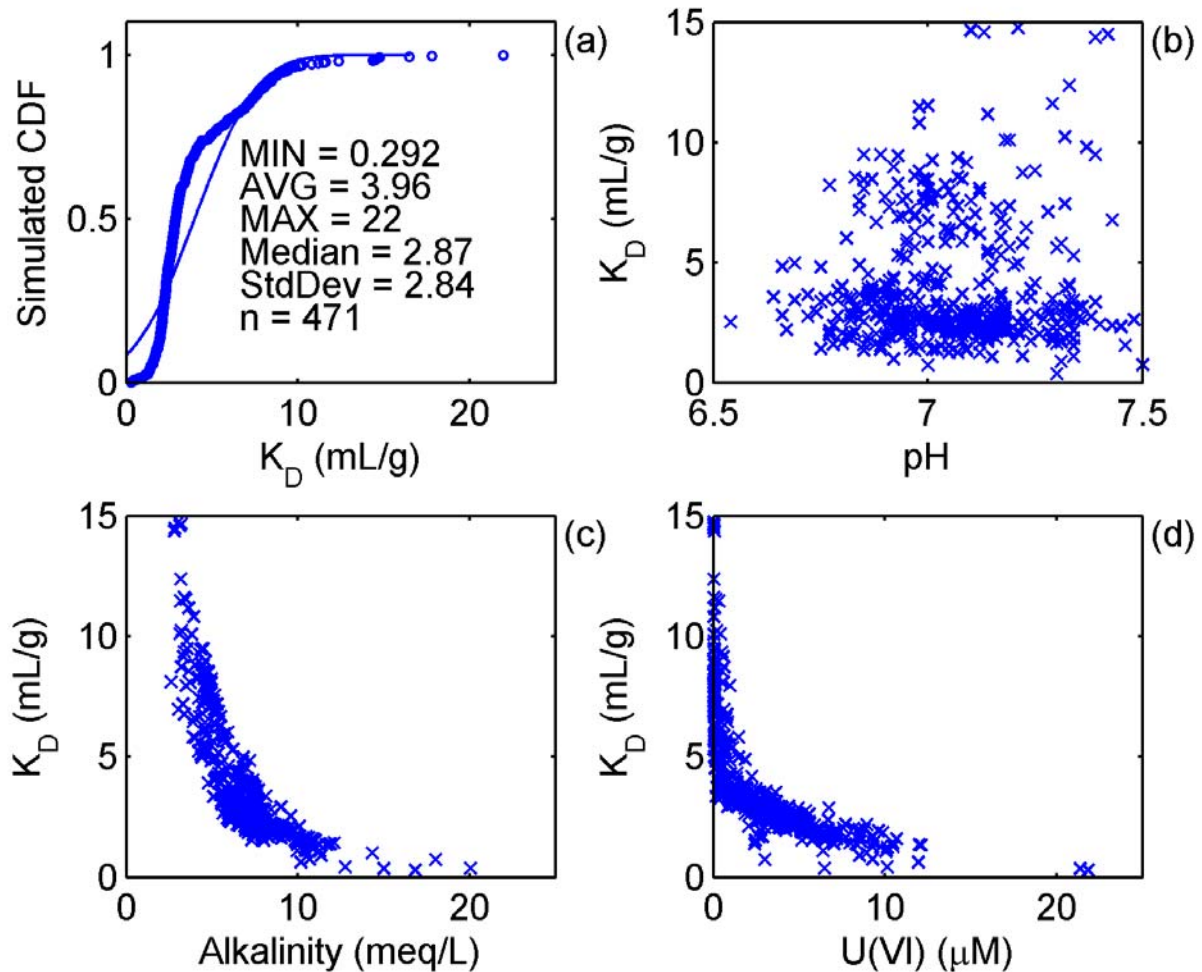 (a)
Simulated CDF
1
0.5
0
MIN = 0.292
AVG = 3.96
MAX = 22
Median = 2.87
StdDev = 2.84
n = 471
0 10 20
K_D (mL/g)
(b)
K_D (mL/g)
15
10
5
0
6.5 7 7.5
pH
(c)
K_D (mL/g)
15
10
5
0
0 10 20
Alkalinity (meq/L)
(d)
K_D (mL/g)
15
10
5
0
0 10 20
U(VI) (μM)